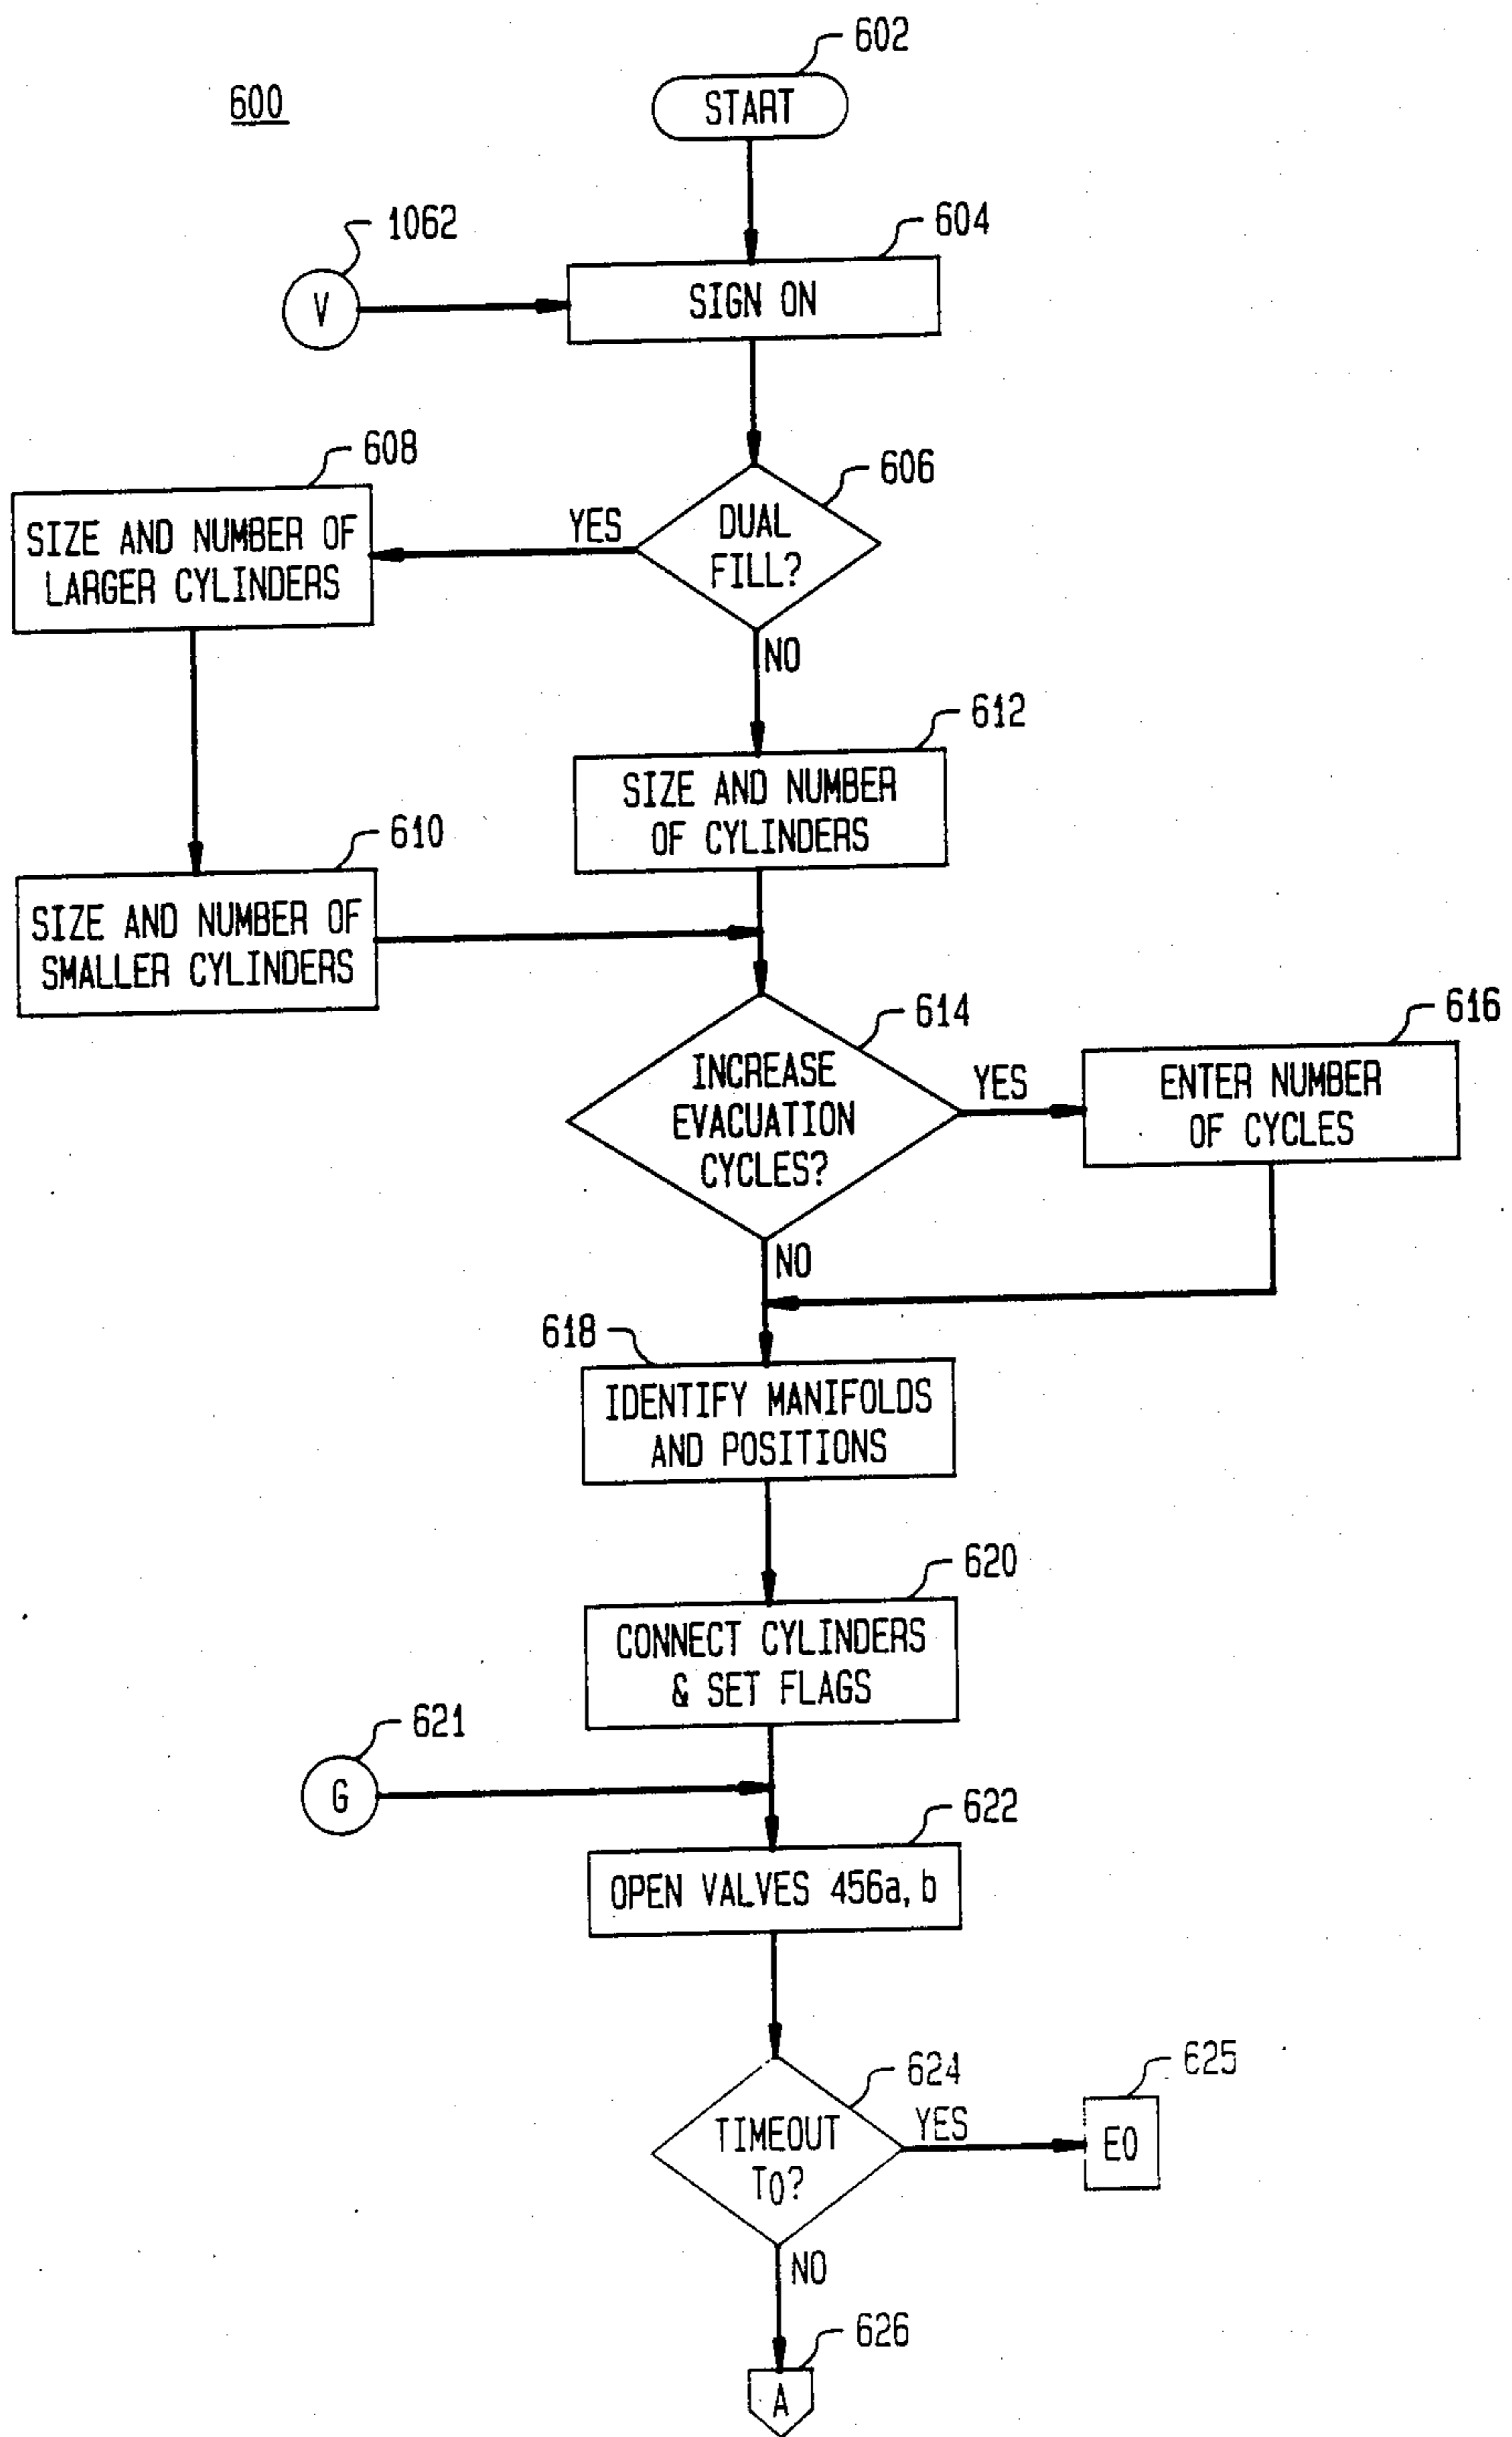 602
600
START
1062
604
V
SIGN ON
608
606
SIZE AND NUMBER OF
LARGER CYLINDERS
YES
DUAL
FILL?
NO
612
SIZE AND NUMBER
OF CYLINDERS
610
SIZE AND NUMBER OF
SMALLER CYLINDERS
614
616
INCREASE
EVACUATION
CYCLES?
YES
ENTER NUMBER
OF CYCLES
NO
618
IDENTIFY MANIFOLDS
AND POSITIONS
620
CONNECT CYLINDERS
& SET FLAGS
621
G
622
OPEN VALVES 456a, b
624
625
TIMEOUT
T0?
YES
E0
NO
626
A